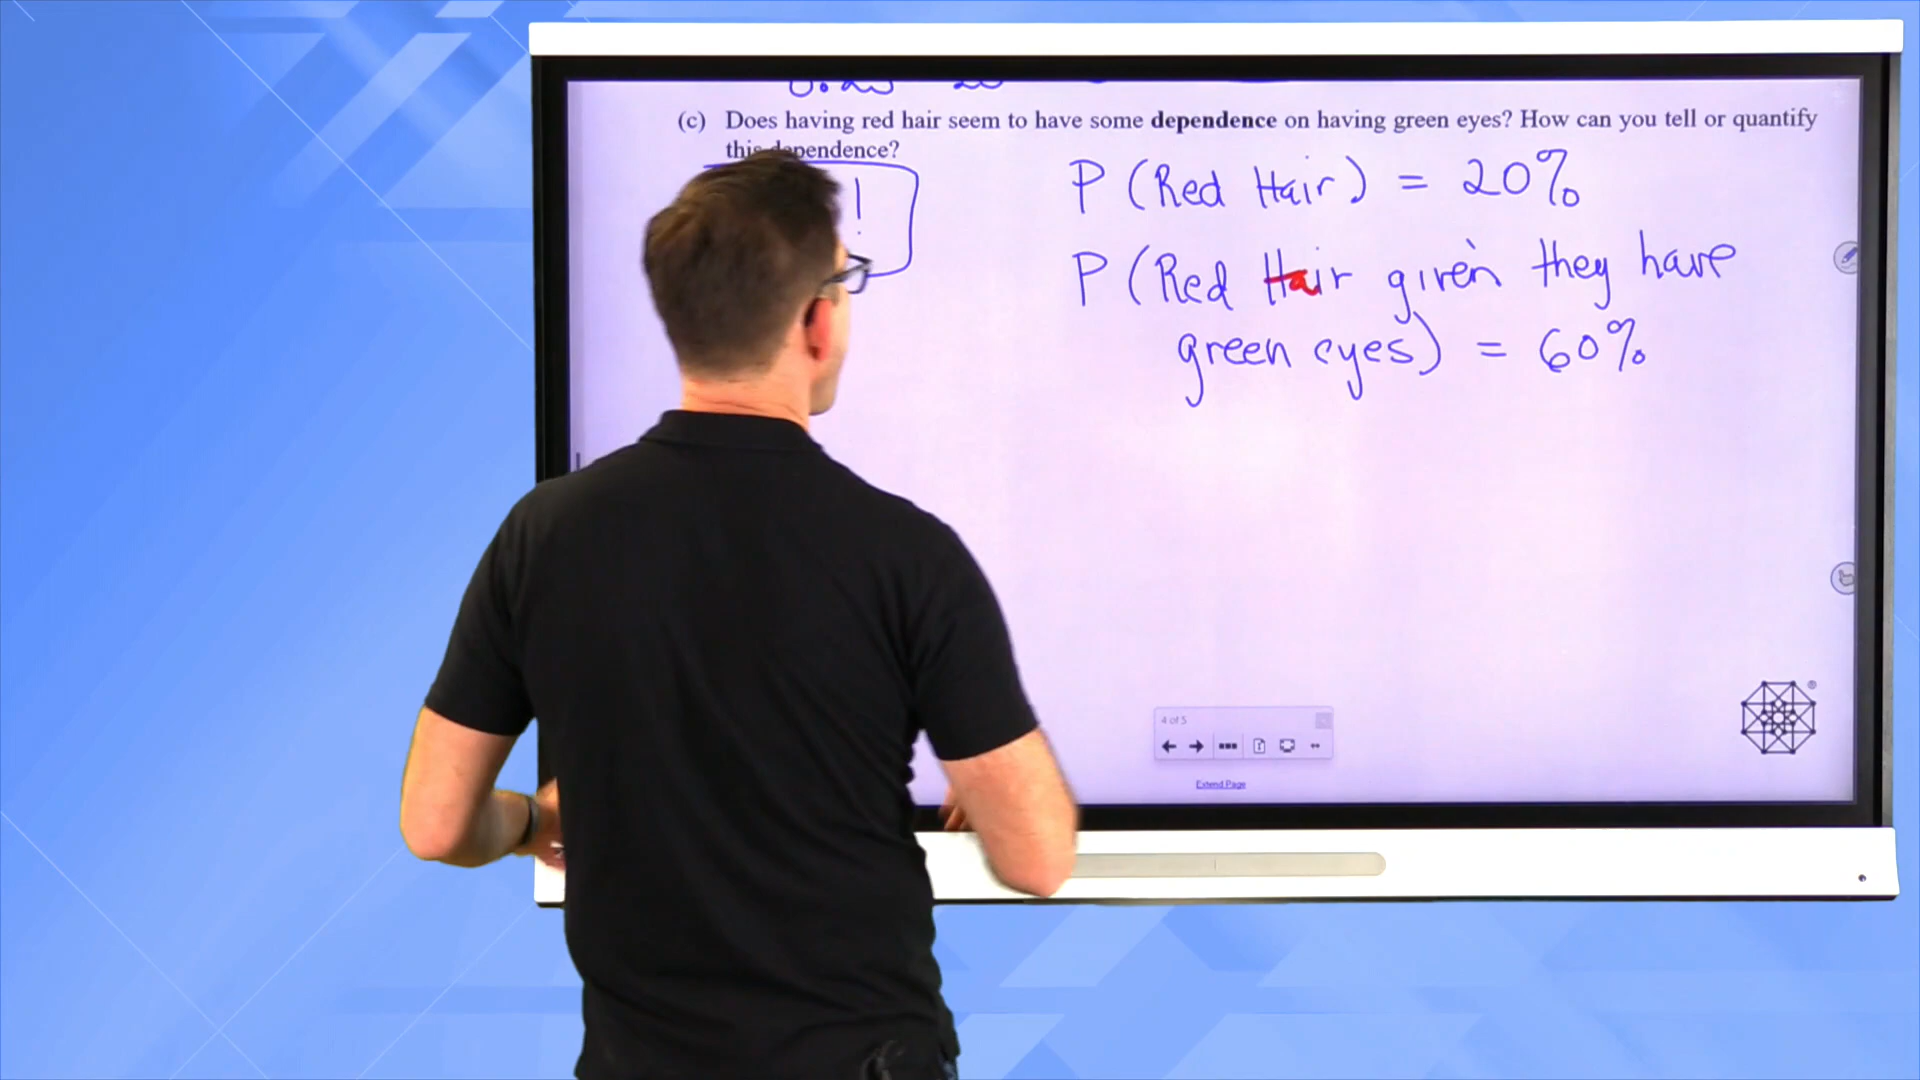 (c) Does having red hair seem to have some dependence on having green eyes? How can you tell or quantify
this dependence?
!
P (Red Hair) = 20%
P (Red Hair given they have
green eyes) = 60%
4 of 5
Extend Page
®